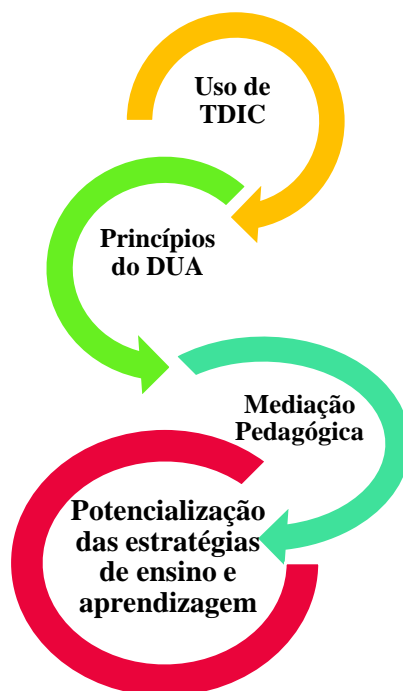 Uso de
TDIC
Princípios
do DUA
Mediação
Pedagógica
Potencialização
das estratégias
de ensino e
aprendizagem